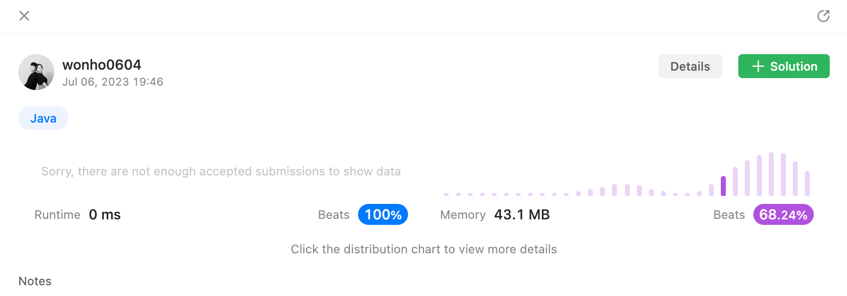 wonho0604
Jul 06, 2023 19:46
Details
Solution
Java
Sorry, there are not enough accepted submissions to show data
Runtime 0 ms Beats 100%
Memory 43.1 MB Beats 68.24%
Click the distribution chart to view more details
Notes